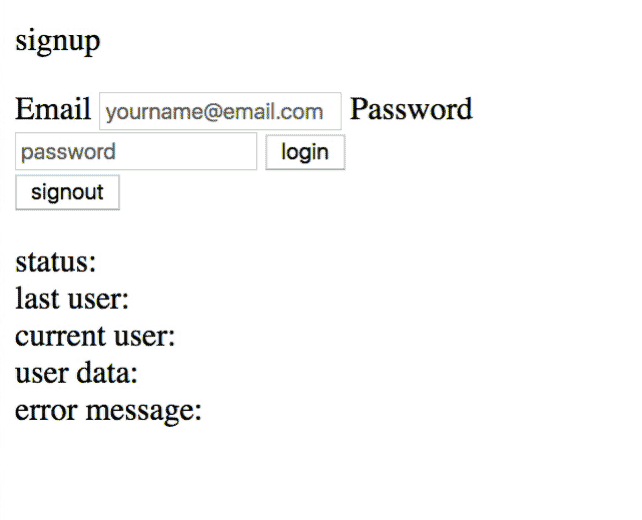 signup
Email yourname@email.com Password
password login
signout
status:
last user:
current user:
user data:
error message: